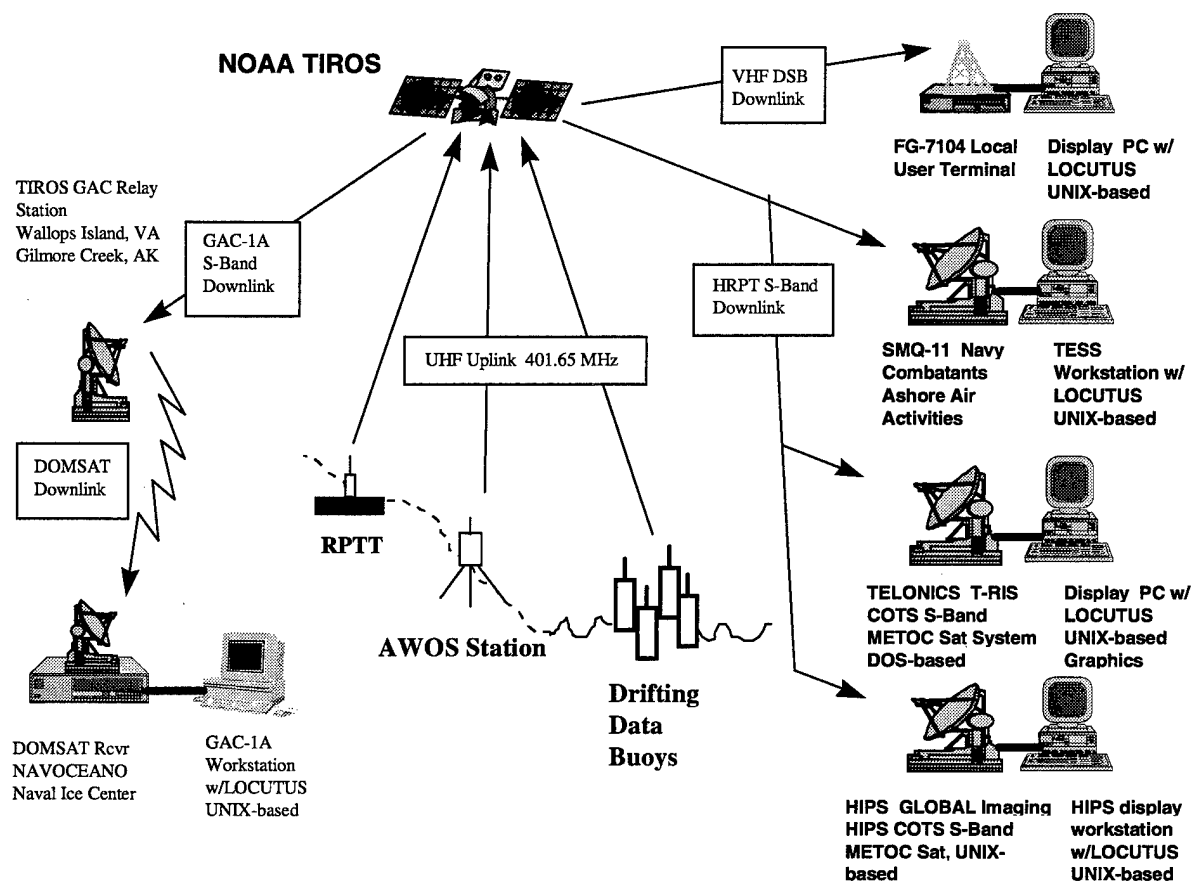 NOAA TIROS
VHF DSB
Downlink
FG-7104 Local
User Terminal
Display PC w/
LOCUTUS
UNIX-based
TIROS GAC Relay
Station
Wallops Island, VA
Gilmore Creek, AK
GAC-1A
S-Band
Downlink
HRPT S-Band
Downlink
UHF Uplink 401.65 MHz
SMQ-11 Navy
Combatants
Ashore Air
Activities
TESS
Workstation w/
LOCUTUS
UNIX-based
DOMSAT
Downlink
RPTT
AWOS Station
Drifting
Data
Buoys
TELONICS T-RIS
COTS S-Band
METOC Sat System
DOS-based
Display PC w/
LOCUTUS
UNIX-based
Graphics
DOMSAT Rcvr
NAVOCEANO
Naval Ice Center
GAC-1A
Workstation
w/LOCUTUS
UNIX-based
HIPS GLOBAL Imaging
HIPS COTS S-Band
METOC Sat, UNIX-
based
HIPS display
workstation
w/LOCUTUS
UNIX-based